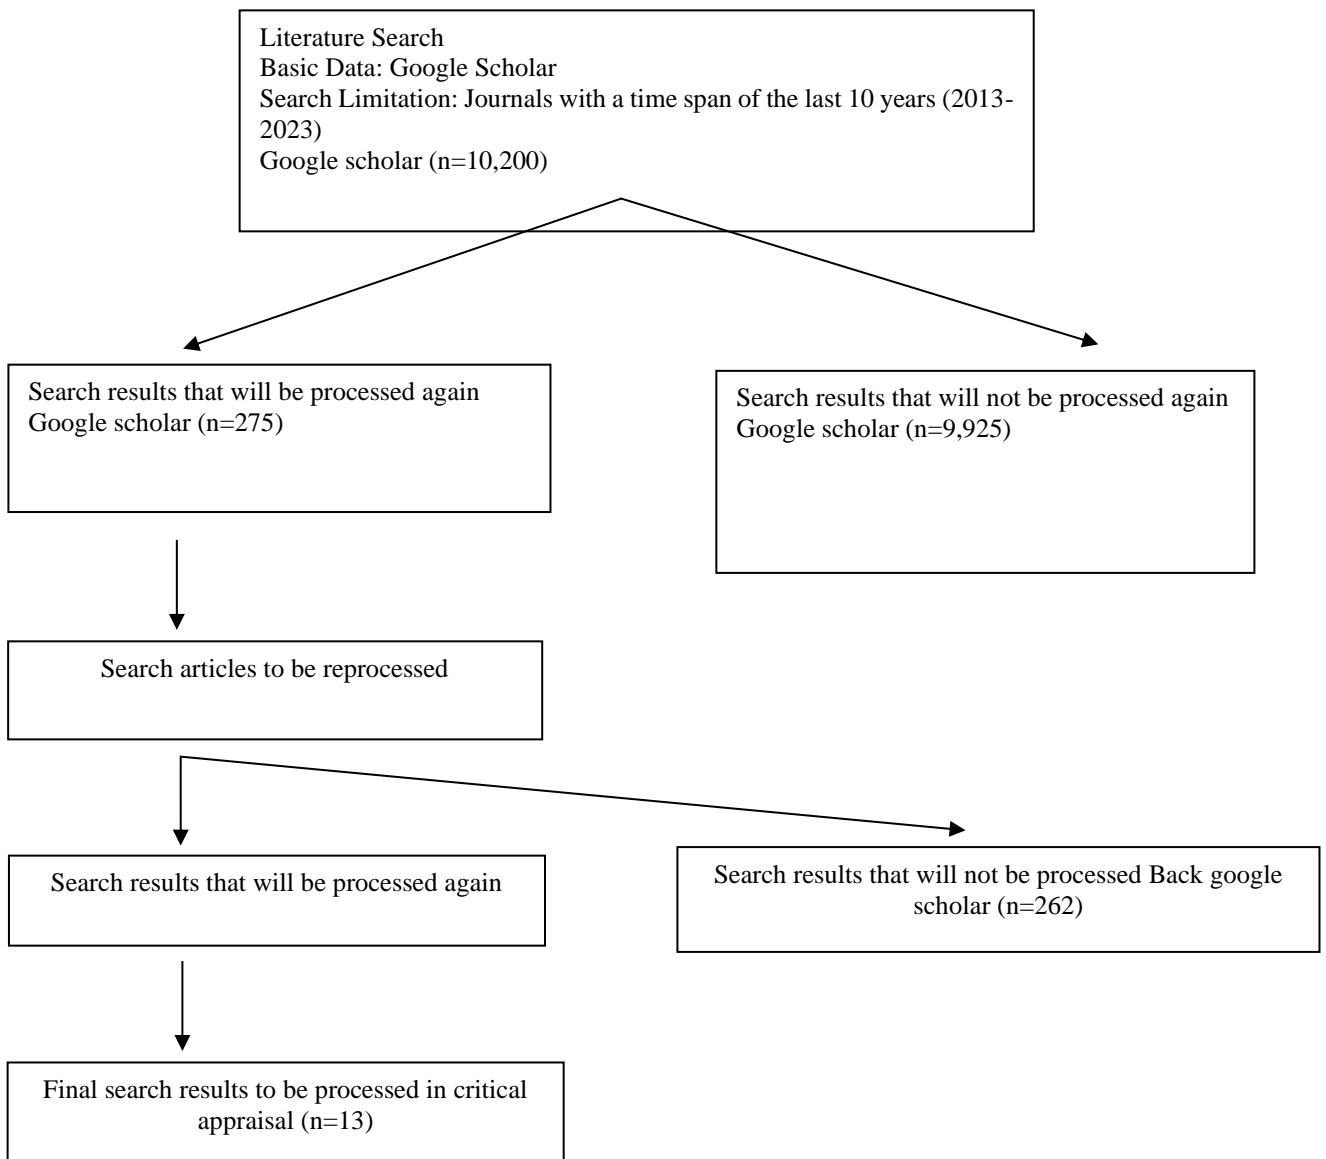 Literature Search
Basic Data: Google Scholar
Search Limitation: Journals with a time span of the last 10 years (2013-
2023)
Google scholar (n=10,200)
Search results that will be processed again
Google scholar (n=275)
Search results that will not be processed again
Google scholar (n=9,925)
Search articles to be reprocessed
Search results that will be processed again
Search results that will not be processed Back google
scholar (n=262)
Final search results to be processed in critical
appraisal (n=13)